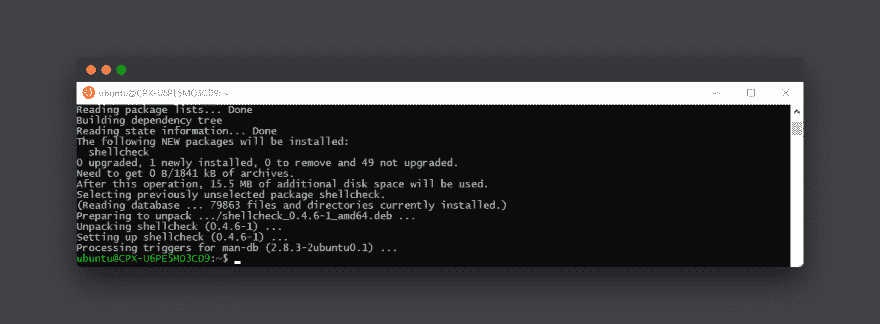 ubuntu@CPX-U6PE5MO3CD9: ~
Reading package lists... Done
Building dependency tree
Reading state information... Done
The following NEW packages will be installed:
  shellcheck
0 upgraded, 1 newly installed, 0 to remove and 49 not upgraded.
Need to get 0 B/1841 kB of archives.
After this operation, 15.5 MB of additional disk space will be used.
Selecting previously unselected package shellcheck.
(Reading database ... 79863 files and directories currently installed.)
Preparing to unpack .../shellcheck_0.4.6-1_amd64.deb ...
Unpacking shellcheck (0.4.6-1) ...
Setting up shellcheck (0.4.6-1) ...
Processing triggers for man-db (2.8.3-2ubuntu0.1) ...
ubuntu@CPX-U6PE5MO3CD9:~$